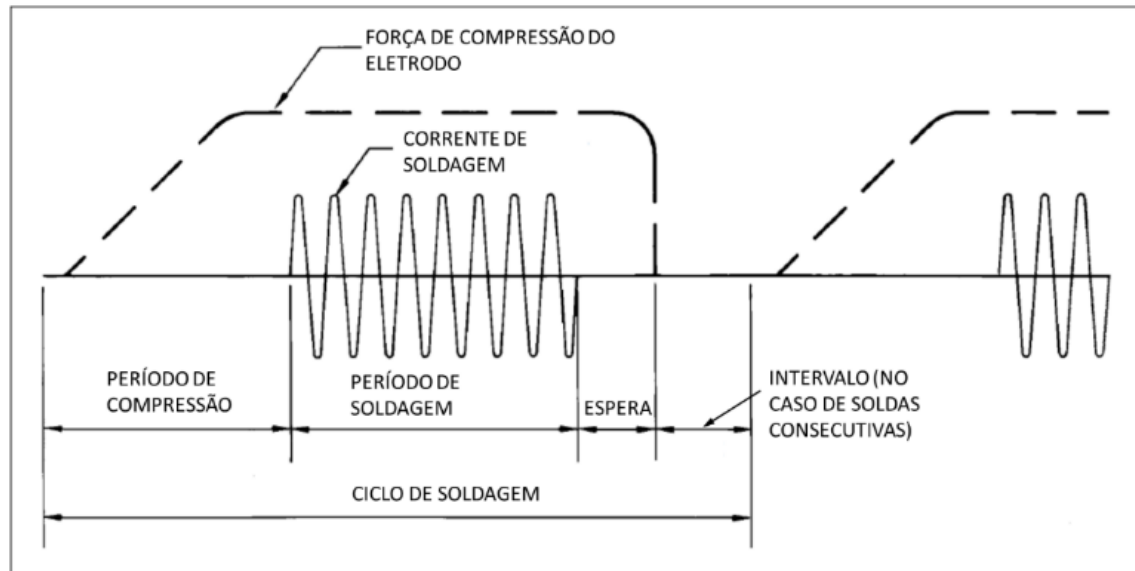 FORÇA DE COMPRESSÃO DO
ELETRODO
CORRENTE DE
SOLDAGEM
PERÍODO DE
COMPRESSÃO
PERÍODO DE
SOLDAGEM
ESPERA
INTERVALO (NO
CASO DE SOLDAS
CONSECUTIVAS)
CICLO DE SOLDAGEM